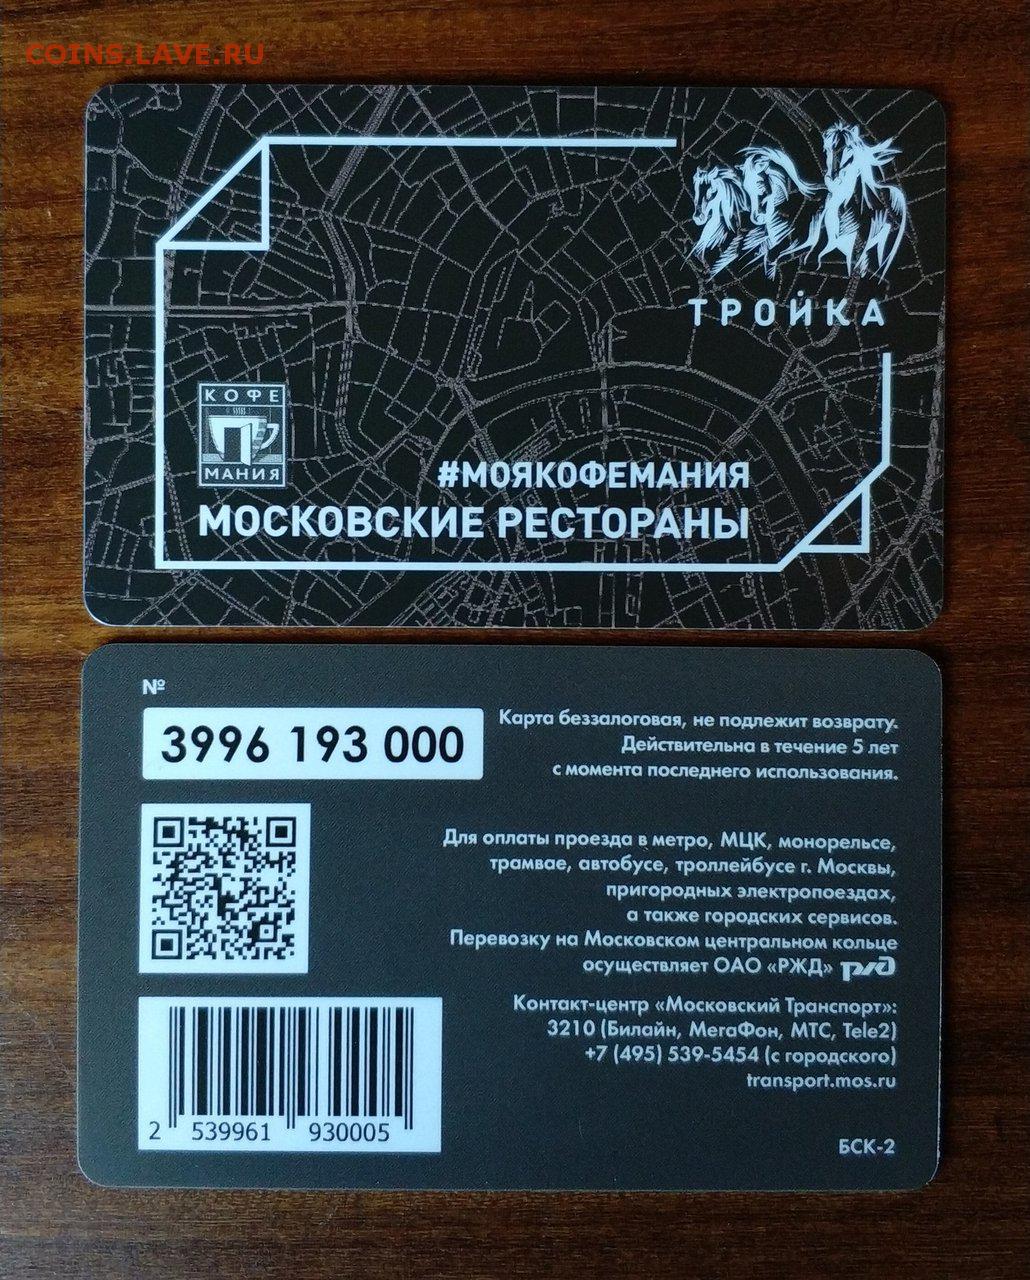 COINS.LAVE.RU
ТРОЙКА
КОФЕ
МАНИЯ
#МОЯКОФЕМАНИЯ
МОСКОВСКИЕ РЕСТОРАНЫ
№
3996 193 000
Карта беззалоговая, не подлежит возврату.
Действительна в течение 5 лет
с момента последнего использования.
Для оплаты проезда в метро, МЦК, монорельсе,
трамвае, автобусе, троллейбусе г. Москвы,
пригородных электропоездах,
а также городских сервисов.
Перевозку на Московском центральном кольце
осуществляет ОАО «РЖД» ржд
Контакт-центр «Московский Транспорт»:
3210 (Билайн, МегаФон, МТС, Tele2)
+7 (495) 539-5454 (с городского)
transport.mos.ru
2 539961 930005
БСК-2